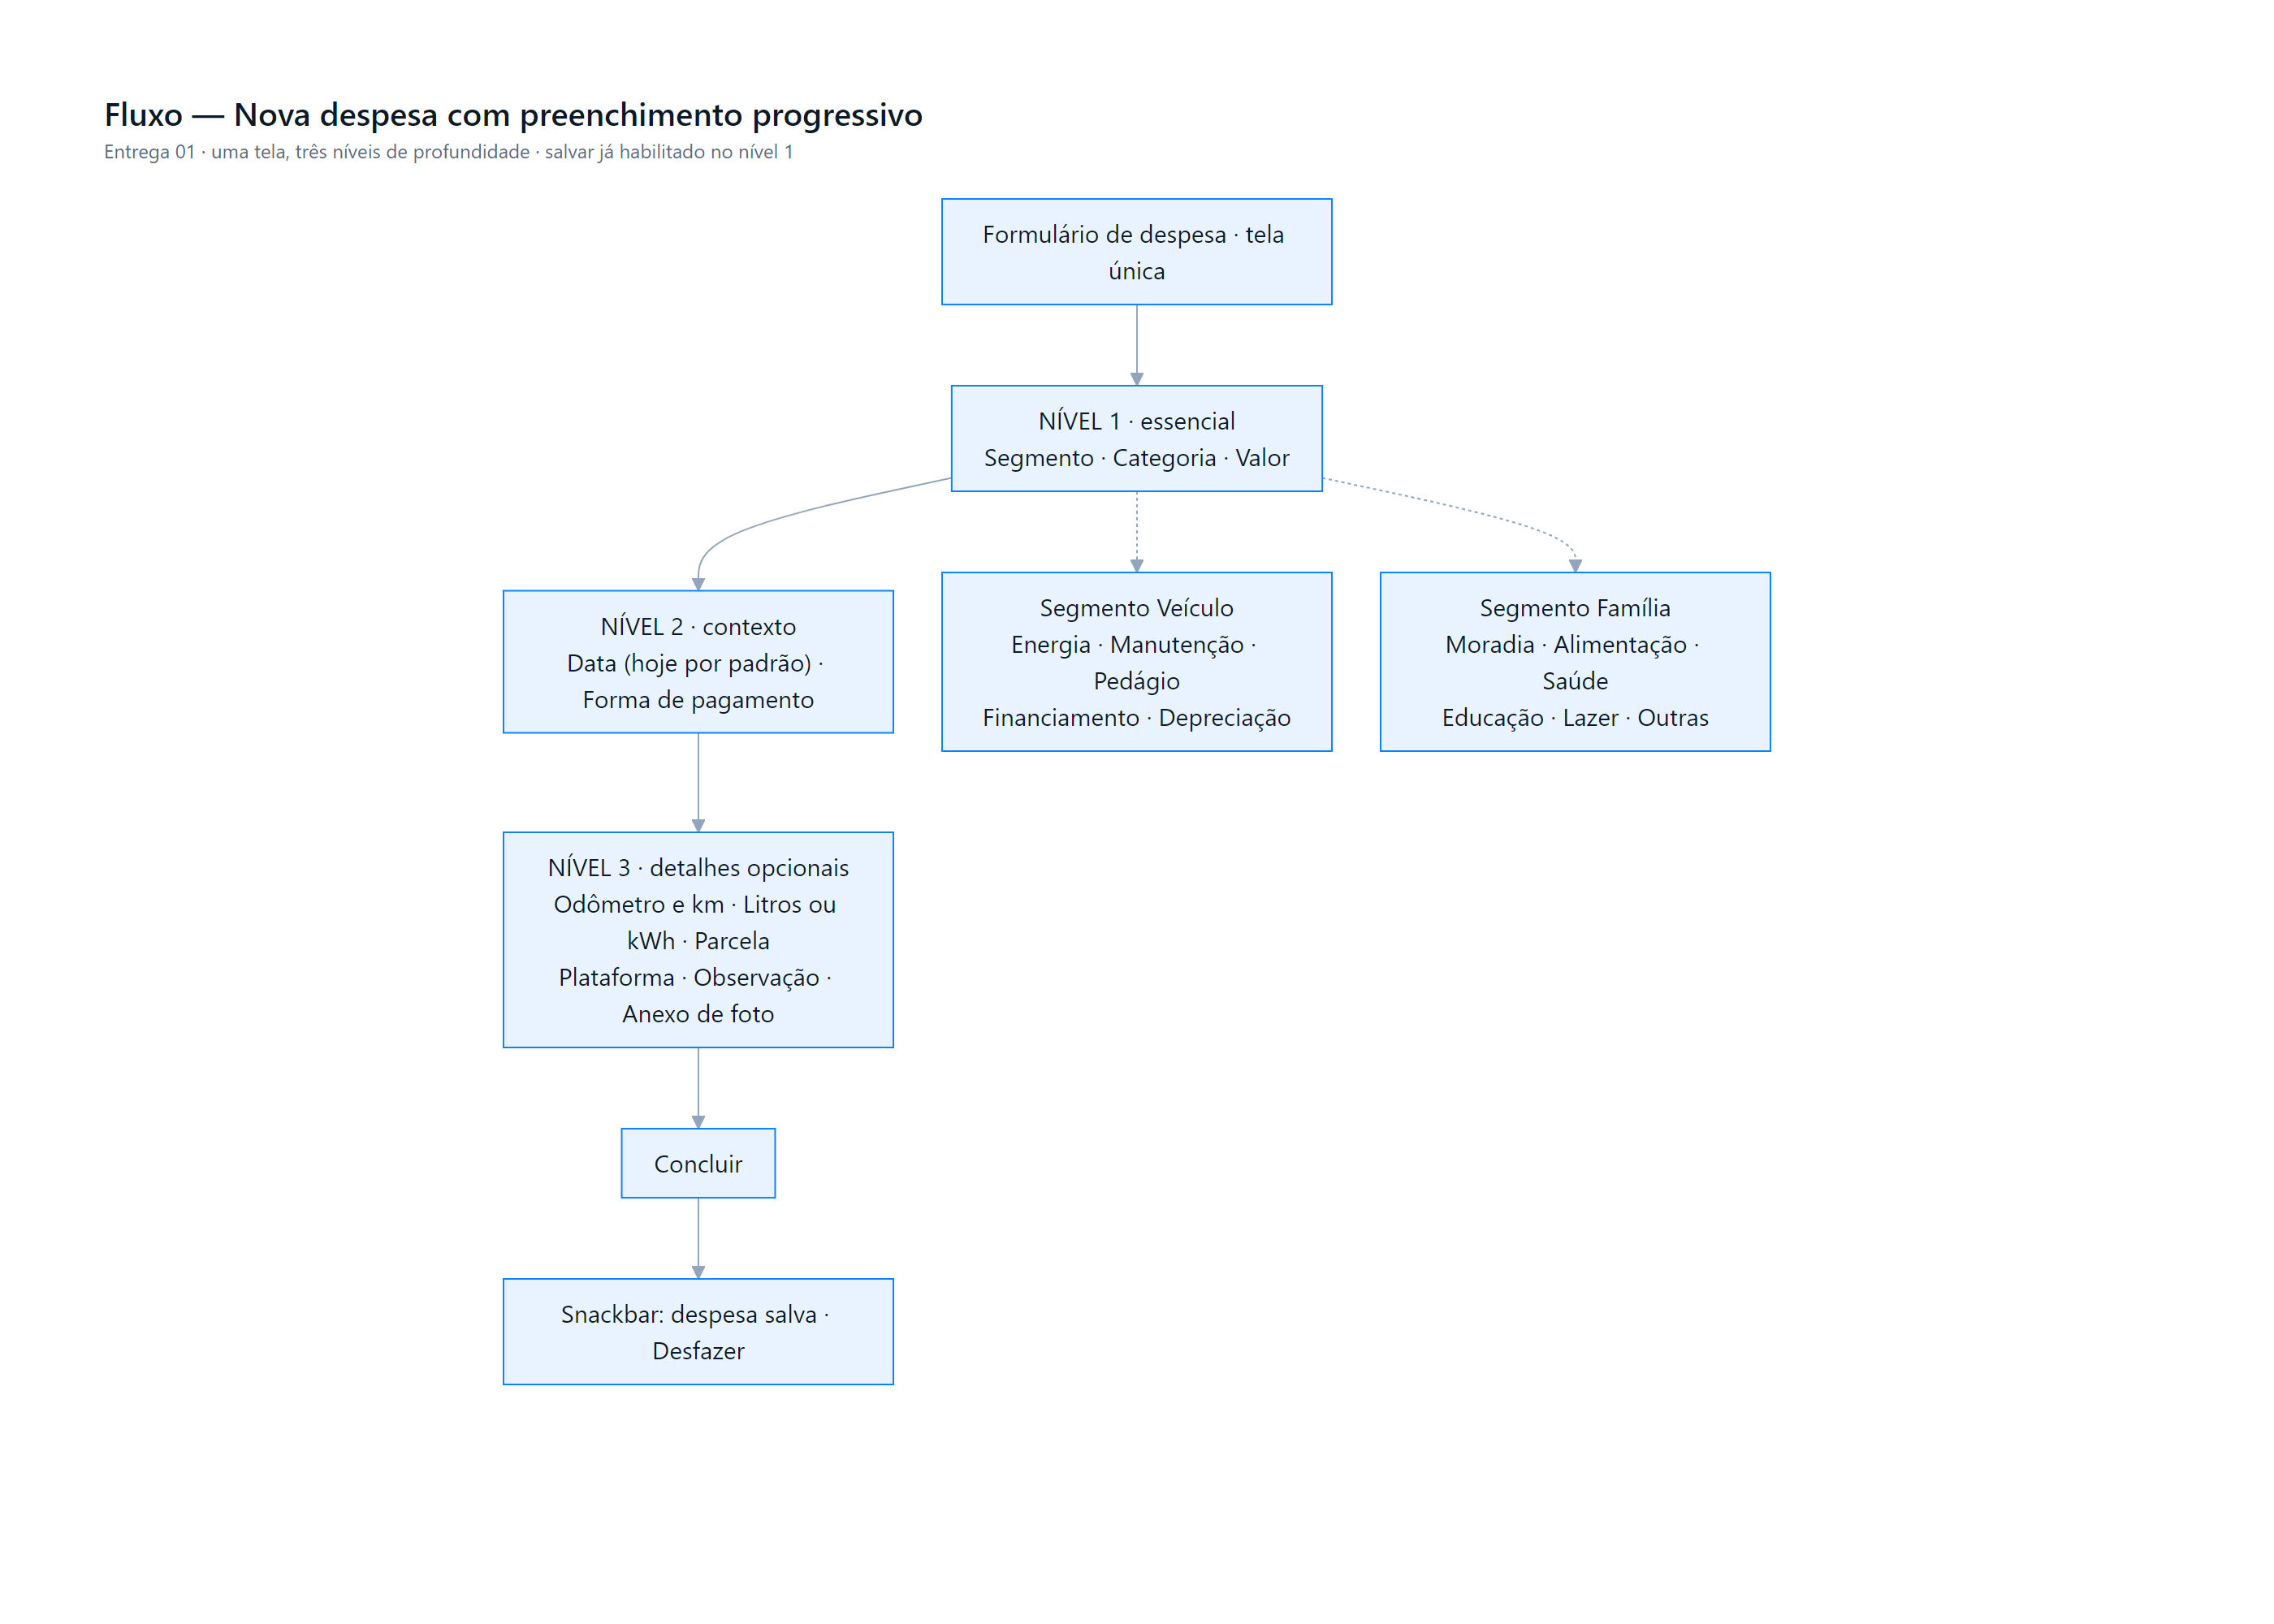 Fluxo — Nova despesa com preenchimento progressivo
Entrega 01 · uma tela, três níveis de profundidade · salvar já habilitado no nível 1
Formulário de despesa · tela
única
NÍVEL 1 · essencial
Segmento · Categoria · Valor
NÍVEL 2 · contexto
Data (hoje por padrão) ·
Forma de pagamento
Segmento Veículo
Energia · Manutenção ·
Pedágio
Financiamento · Depreciação
Segmento Família
Moradia · Alimentação ·
Saúde
Educação · Lazer · Outras
NÍVEL 3 · detalhes opcionais
Odômetro e km · Litros ou
kWh · Parcela
Plataforma · Observação ·
Anexo de foto
Concluir
Snackbar: despesa salva ·
Desfazer